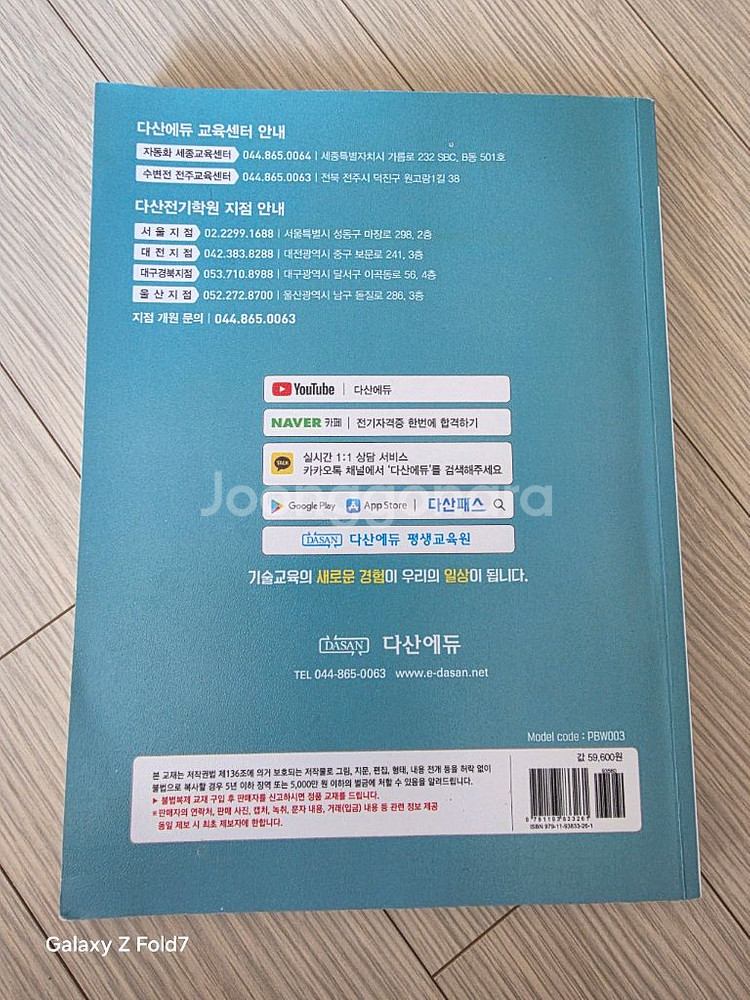 다산에듀 교육센터 안내
자동화 세종교육센터 044.865.0064 | 세종특별자치시 가름로 232 SBC, B동 501호
수변전 전주교육센터 044.865.0063 | 전북 전주시 덕진구 원고랑1길 38
다산전기학원 지점 안내
서울지점 02.2299.1688 | 서울특별시 성동구 마장로 298, 2층
대전지점 042.383.8288 | 대전광역시 중구 보문로 241, 3층
대구경북지점 053.710.8988 | 대구광역시 달서구 이곡동로 56, 4층
울산지점 052.272.8700 | 울산광역시 남구 돋질로 286, 3층
지점 개원 문의 | 044.865.0063
YouTube | 다산에듀
NAVER 카페 | 전기자격증 한번에 합격하기
TALK
실시간 1:1 상담 서비스
카카오톡 채널에서 '다산에듀'를 검색해주세요
Joonggonara
Google Play App Store | 다산패스
DASAN 다산에듀 평생교육원
기술교육의 새로운 경험이 우리의 일상이 됩니다.
DASAN 다산에듀
TEL 044-865-0063 www.e-dasan.net
Model code : PBW003
본 교재는 저작권법 제136조에 의거 보호되는 저작물로 그림, 지문, 편집, 형태, 내용 전개 등을 허락 없이
불법으로 복사할 경우 5년 이하 징역 또는 5,000만 원 이하의 벌금에 처할 수 있음을 알려드립니다.
▶ 불법복제 교재 구입 후 판매자를 신고하시면 정품 교재를 드립니다.
※ 판매자의 연락처, 판매 사진, 캡처, 녹취, 문자 내용, 거래(입금) 내용 등 관련 정보 제공
동일 제보 시 최초 제보자에 한합니다.
값 59,600원
9 791193 833261
ISBN 979-11-93833-26-1
Galaxy Z Fold7